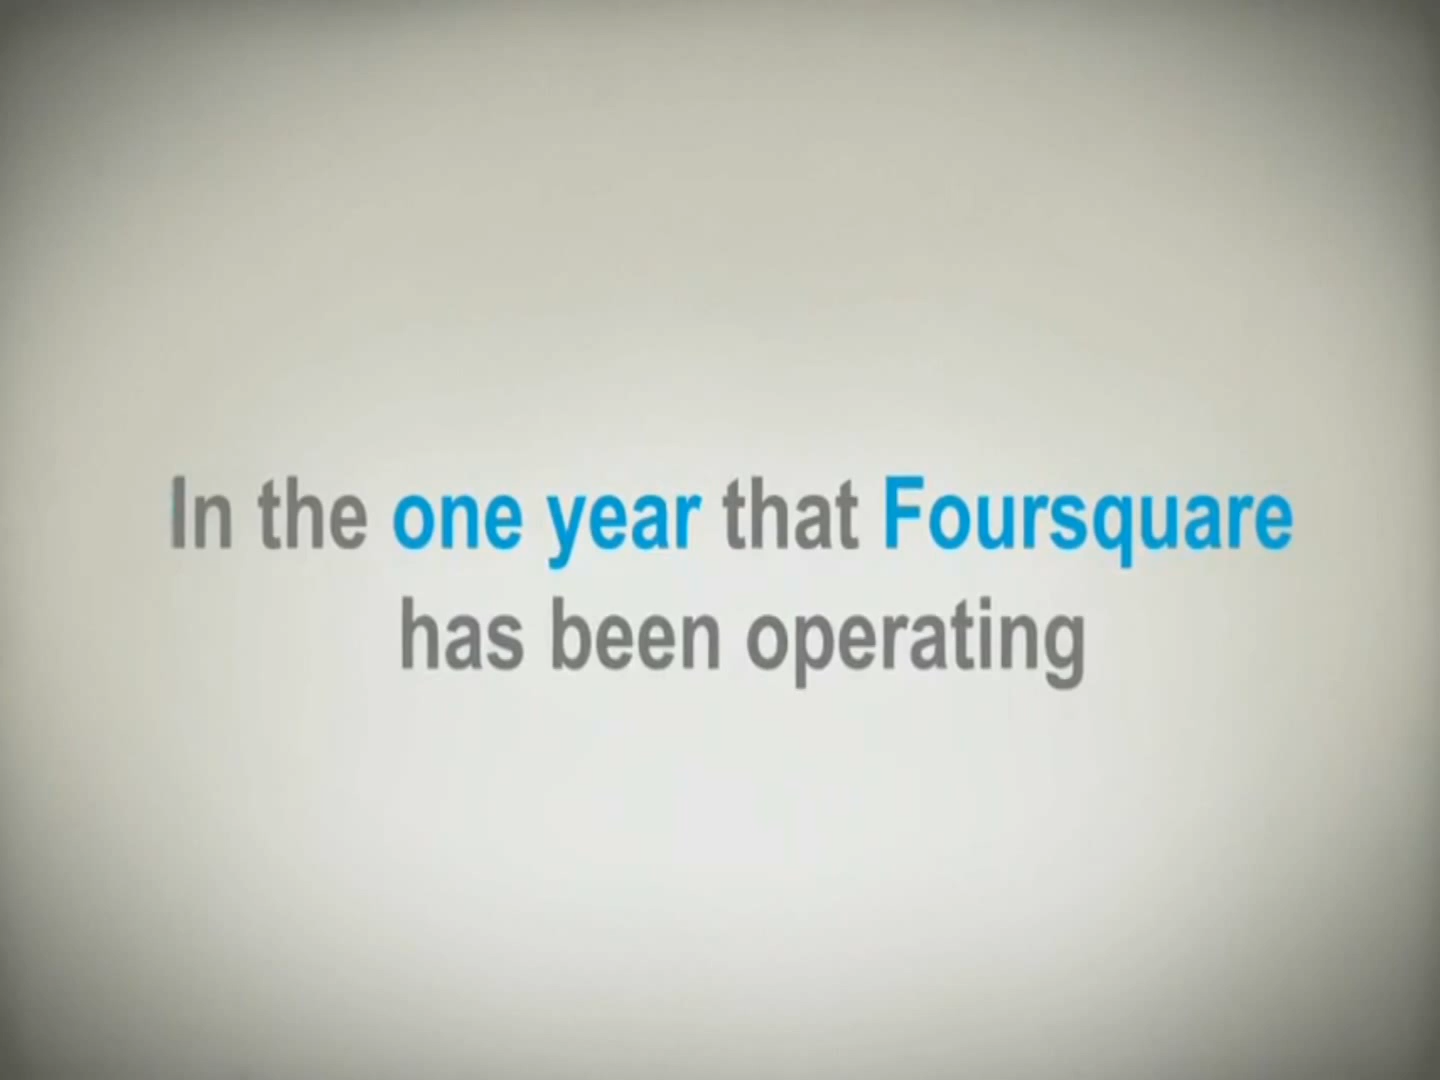 In the one year that Foursquare
has been operating